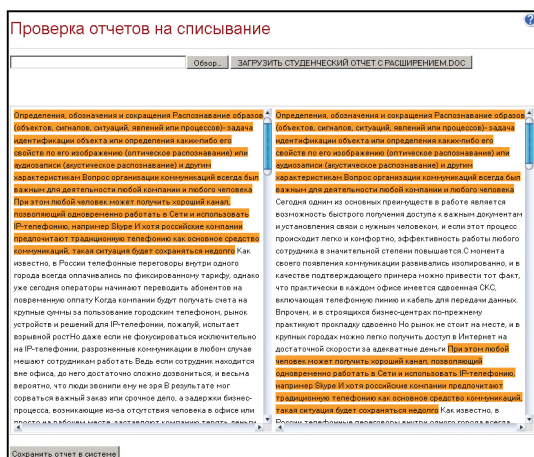 Проверка отчетов на списывание
?
Обзор... ЗАГРУЗИТЬ СТУДЕНЧЕСКИЙ ОТЧЕТ С РАСШИРЕНИЕМ.DOC
Определения, обозначения и сокращения Распознавание образов
(объектов, сигналов, ситуаций, явлений или процессов)- задача
идентификации объекта или определения каких-либо его
свойств по его изображению (оптическое распознавание) или
аудиозаписи (акустическое распознавание) и другим
характеристикам Вопрос организации коммуникаций всегда был
важным для деятельности любой компании и любого человека
При этом любой человек может получить хороший канал,
позволяющий одновременно работать в Сети и использовать
IP-телефонию, например Skype И хотя российские компании
предпочитают традиционную телефонию как основное средство
коммуникаций, такая ситуация будет сохраняться недолго Как
известно, в России телефонные переговоры внутри одного
города всегда оплачивались по фиксированному тарифу, однако
уже сегодня операторы начинают переводить абонентов на
повременную оплату Когда компании будут получать счета на
крупные суммы за пользование городским телефоном, рынок
устройств и решений для IP-телефонии, пожалуй, испытает
взрывной ростНо даже если не фокусироваться исключительно
на IP-телефонии, разрозненные коммуникации в любом случае
мешают сотрудникам работать Ведь если сотрудник находится
вне офиса, до него достаточно сложно дозвониться, и весьма
вероятно, что люди звонили ему не зря В результате мог
сорваться важный заказ или срочное дело, а задержки бизнес-
процесса, возникающие из-за отсутствия человека в офисе или
просто на рабочем месте, заставляют компанию терять деньги
Определения, обозначения и сокращения Распознавание образов
(объектов, сигналов, ситуаций, явлений или процессов)- задача
идентификации объекта или определения каких-либо его
свойств по его изображению (оптическое распознавание) или
аудиозаписи (акустическое распознавание) и другим
характеристикам Вопрос организации коммуникаций всегда был
важным для деятельности любой компании и любого человека
Сегодня одним из основных преимуществ в работе является
возможность быстрого получения доступа к важным документам
и установления связи с нужным человеком, и если этот процесс
происходит легко и комфортно, эффективность работы любого
сотрудника в значительной степени повышается.С момента
своего появления коммуникации развивались изолированно, и в
качестве подтверждающего примера можно привести тот факт,
что практически в каждом офисе имеется сдвоенная СКС,
включающая телефонную линию и кабель для передачи данных.
Впрочем, и в строящихся бизнес-центрах по-прежнему
практикуют прокладку сдвоенно Но рынок не стоит на месте, и в
крупных городах можно легко получить доступ в Интернет на
достаточной скорости за адекватные деньги При этом любой
человек может получить хороший канал, позволяющий
одновременно работать в Сети и использовать IP-телефонию,
например Skype И хотя российские компании предпочитают
традиционную телефонию как основное средство коммуникаций,
такая ситуация будет сохраняться недолго Как известно, в
России телефонные переговоры внутри одного города всегда
Сохранить отчет в системе